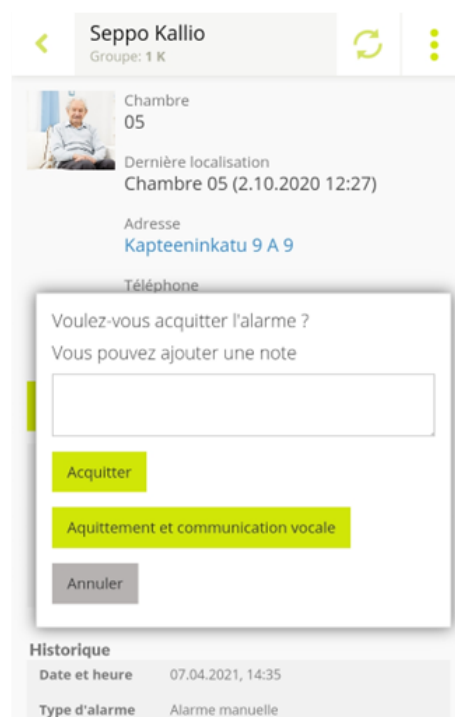 Seppo Kallio
Groupe: 1 K
Chambre
05
Dernière localisation
Chambre 05 (2.10.2020 12:27)
Adresse
Kapteeninkatu 9 A 9
Téléphone
Voulez-vous acquitter l'alarme ?
Vous pouvez ajouter une note
Acquitter
Aquittement et communication vocale
Annuler
Historique
Date et heure 07.04.2021, 14:35
Type d'alarme Alarme manuelle